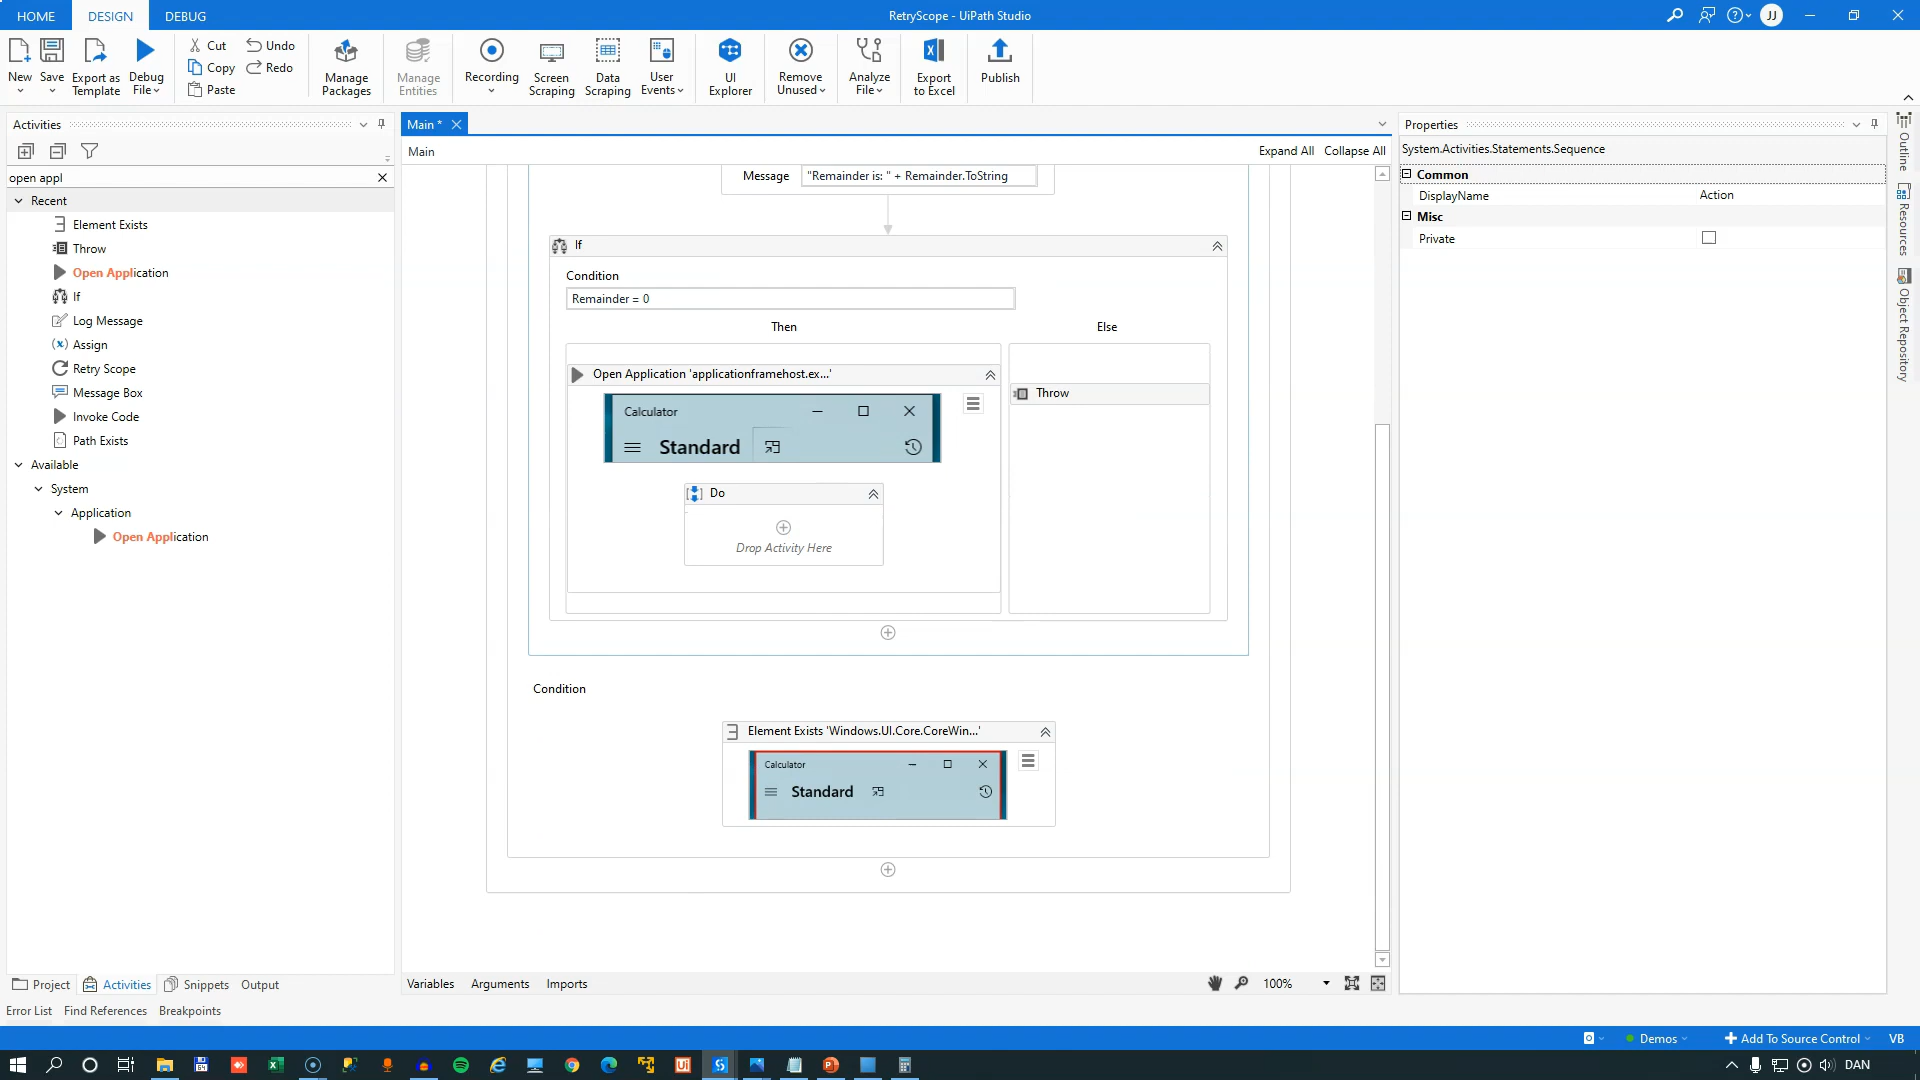 HOME DESIGN DEBUG RetryScope - UiPath Studio JJ
New Save Export as Template Debug File Cut Copy Paste Undo Redo Manage Packages Manage Entities Recording Screen Scraping Data Scraping User Events UI Explorer Remove Unused Analyze File Export to Excel Publish
Activities
open appl
Recent
Element Exists
Throw
Open Application
If
Log Message
Assign
Retry Scope
Message Box
Invoke Code
Path Exists
Available
System
Application
Open Application
Project Activities Snippets Output
Main *
Main Expand All Collapse All
Message "Remainder is: " + Remainder.ToString
If
Condition
Remainder = 0
Then Else
Open Application 'applicationframehost.ex...'
Calculator
Standard
Do
Drop Activity Here
Throw
Condition
Element Exists 'Windows.UI.Core.CoreWin...'
Calculator
Standard
Variables Arguments Imports 100%
Properties
System.Activities.Statements.Sequence
Common
DisplayName Action
Misc
Private
Outline
Resources
Object Repository
Error List Find References Breakpoints
Demos Add To Source Control VB
DAN